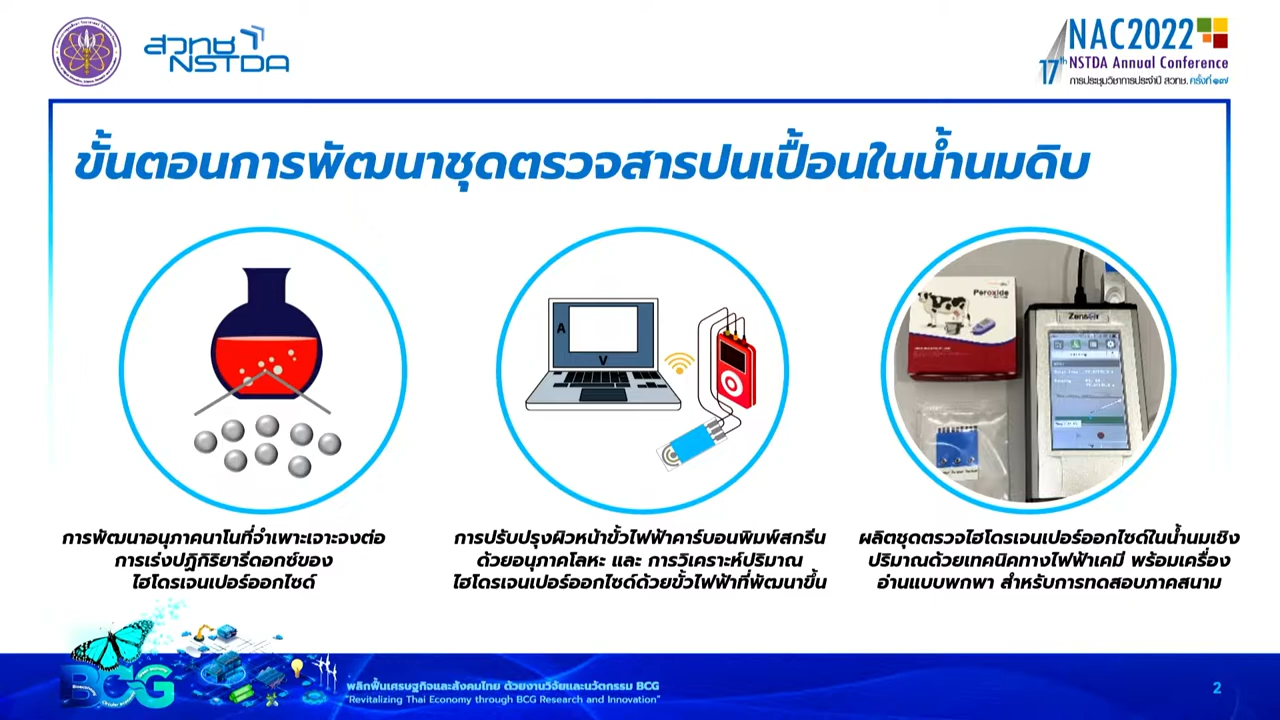 สวทช
NSTDA
NAC2022
17th NSTDA Annual Conference
การประชุมวิชาการประจำปี สวทช. ครั้งที่ ๑๗
ขั้นตอนการพัฒนาชุดตรวจสารปนเปื้อนในน้ำนมดิบ
A
V
Peroxide
Zensor
การพัฒนาอนุภาคนาโนที่จำเพาะเจาะจงต่อ
การเร่งปฏิกิริยารีดอกซ์ของ
ไฮโดรเจนเปอร์ออกไซด์
การปรับปรุงผิวหน้าขั้วไฟฟ้าคาร์บอนพิมพ์สกรีน
ด้วยอนุภาคโลหะ และ การวิเคราะห์ปริมาณ
ไฮโดรเจนเปอร์ออกไซด์ด้วยขั้วไฟฟ้าที่พัฒนาขึ้น
ผลิตชุดตรวจไฮโดรเจนเปอร์ออกไซด์ในน้ำนมเชิง
ปริมาณด้วยเทคนิคทางไฟฟ้าเคมี พร้อมเครื่อง
อ่านแบบพกพา สำหรับการทดสอบภาคสนาม
BCG
พลิกฟื้นเศรษฐกิจและสังคมไทย ด้วยงานวิจัยและนวัตกรรม BCG
"Revitalizing Thai Economy through BCG Research and Innovation"
2